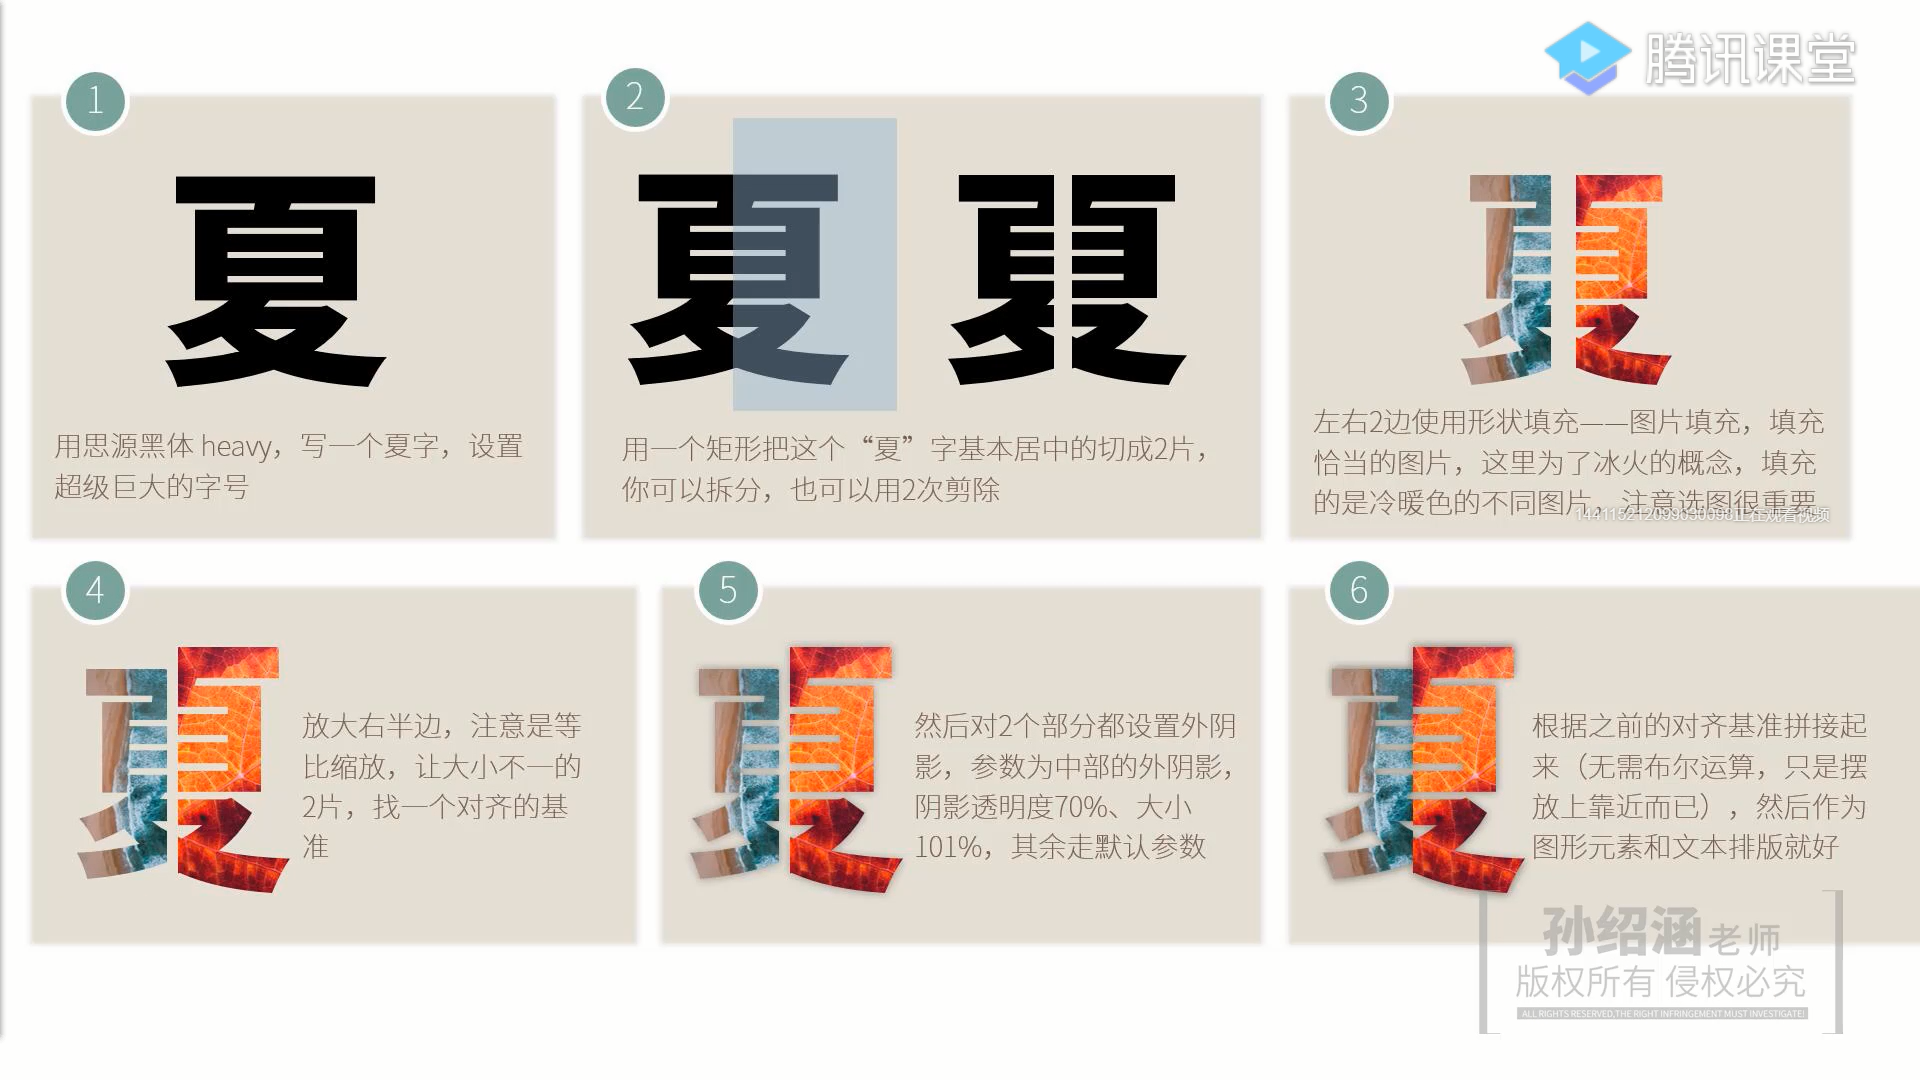 腾讯课堂
1
夏
用思源黑体 heavy，写一个夏字，设置
超级巨大的字号
2
夏 夏
用一个矩形把这个“夏”字基本居中的切成2片，
你可以拆分，也可以用2次剪除
3
夏
左右2边使用形状填充——图片填充，填充
恰当的图片，这里为了冰火的概念，填充
的是冷暖色的不同图片，注意选图很重要
正在观看视频
4
夏
放大右半边，注意是等
比缩放，让大小不一的
2片，找一个对齐的基
准
5
夏
然后对2个部分都设置外阴
影，参数为中部的外阴影，
阴影透明度70%、大小
101%，其余走默认参数
6
夏
根据之前的对齐基准拼接起
来（无需布尔运算，只是摆
放上靠近而已），然后作为
图形元素和文本排版就好
孙绍涵老师
版权所有 侵权必究
ALL RIGHTS RESERVED,THE RIGHT INFRINGEMENT MUST INVESTIGATE!